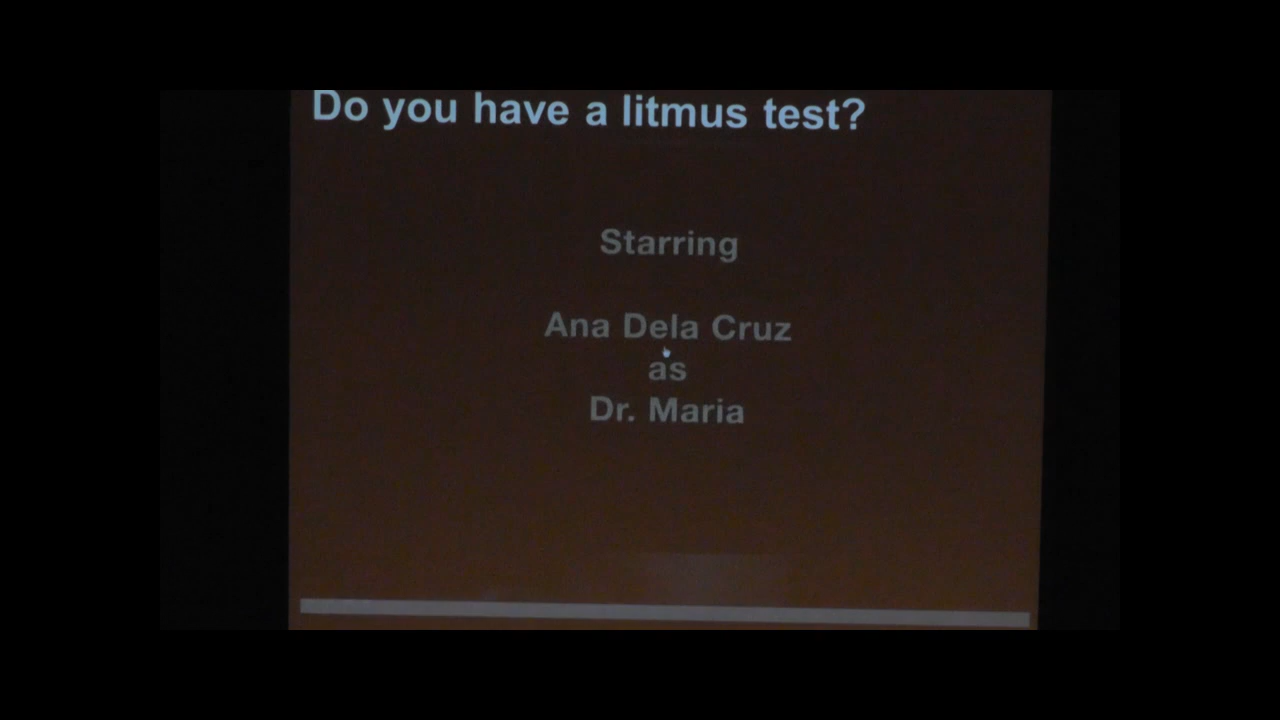 Do you have a litmus test?
Starring
Ana Dela Cruz
as
Dr. Maria